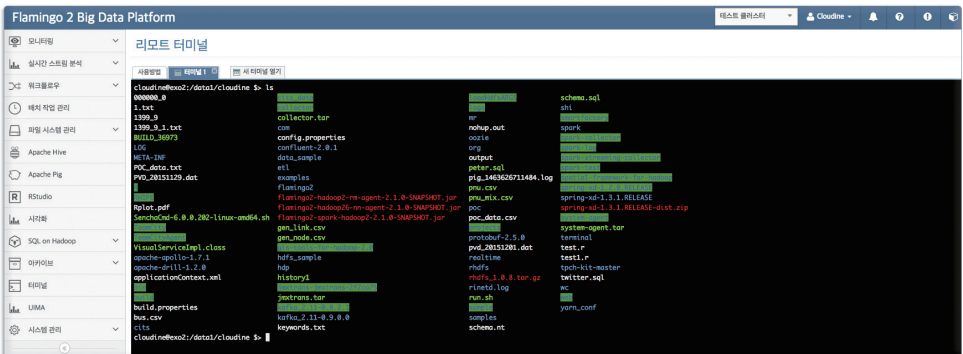 Flamingo 2 Big Data Platform
테스트 클러스터
Cloudine
모니터링
실시간 스트림 분석
워크플로우
배치 작업 관리
파일 시스템 관리
Apache Hive
Apache Pig
RStudio
시각화
SQL on Hadoop
아카이브
터미널
UIMA
시스템 관리
리모트 터미널
사용방법 터미널 1 새 터미널 열기
cloudine@exo2:/data1/cloudine $> ls
000000_0 schema.sql
1.txt shi
1399_9 collector.tar mr
1399_9_1.txt com nohup.out spark
BUILD_36973 config.properties oozie
LOG confluent-2.0.1 org
META-INF data_sample output
POC_data.txt etl peter.sql
PVD_20151129.dat examples pig_1463626711484.log
flamingo2 pnu.csv
flamingo2-hadoop2-rm-agent-2.1.0-SNAPSHOT.jar pnu_mix.csv spring-xd-1.3.1.RELEASE
Rplot.pdf flamingo2-hadoop26-nn-agent-2.1.0-SNAPSHOT.jar poc spring-xd-1.3.1.RELEASE-dist.zip
SenchaCmd-6.0.0.202-linux-amd64.sh flamingo2-spark-hadoop2-2.1.0-SNAPSHOT.jar poc_data.csv
gen_link.csv system-agent.tar
gen_node.csv protobuf-2.5.0 terminal
VisualServiceImpl.class pvd_20151201.dat test.r
apache-apollo-1.7.1 hdfs_sample realtime test1.r
apache-drill-1.2.0 hdp rhdfs tpch-kit-master
applicationContext.xml history1 rhdfs_1.0.8.tar.gz twitter.sql
rinetd.log wc
jmxtrans.jar run.sh
build.properties yarn_conf
bus.csv kafka_2.11-0.9.0.0 samples
cits keywords.txt schema.nt
cloudine@exo2:/data1/cloudine $>